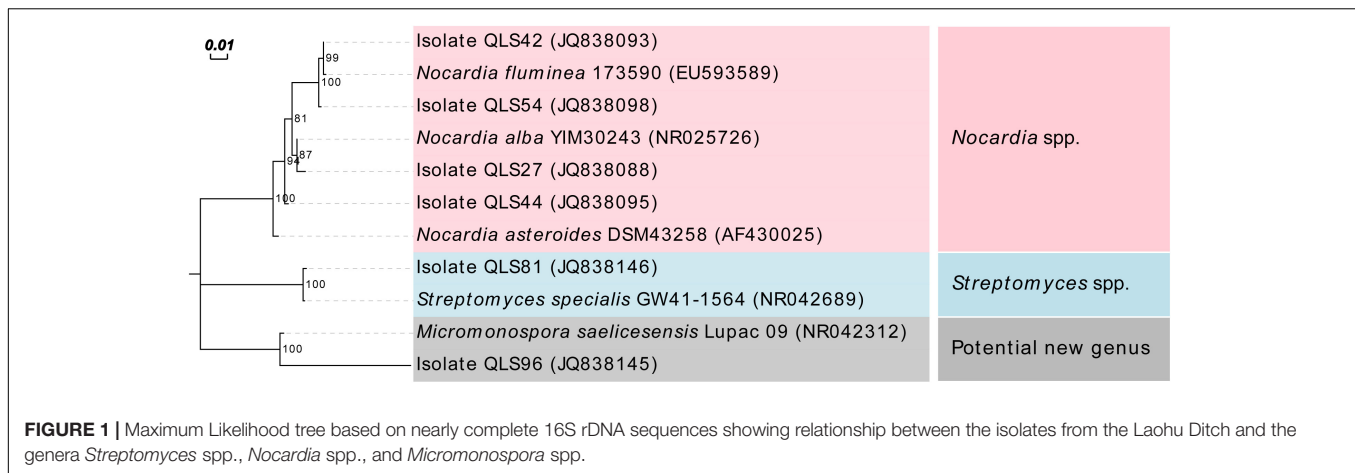 0.01
99
100
81
87
94
100
100
100
Isolate QLS42 (JQ838093)
Nocardia fluminea 173590 (EU593589)
Isolate QLS54 (JQ838098)
Nocardia alba YIM30243 (NR025726)
Isolate QLS27 (JQ838088)
Isolate QLS44 (JQ838095)
Nocardia asteroides DSM43258 (AF430025)
Nocardia spp.
Isolate QLS81 (JQ838146)
Streptomyces specialis GW41-1564 (NR042689)
Streptomyces spp.
Micromonospora saelicesensis Lupac 09 (NR042312)
Isolate QLS96 (JQ838145)
Potential new genus
FIGURE 1 | Maximum Likelihood tree based on nearly complete 16S rDNA sequences showing relationship between the isolates from the Laohu Ditch and the
genera Streptomyces spp., Nocardia spp., and Micromonospora spp.